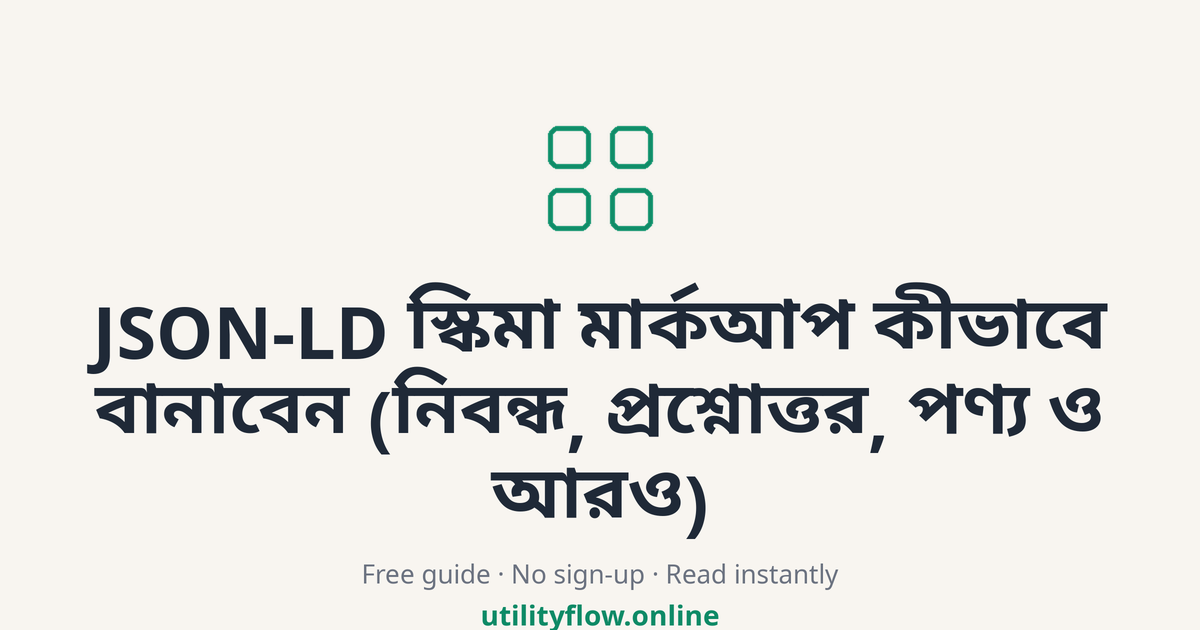 JSON-LD স্কিমা মার্কআপ কীভাবে
বানাবেন (নিবন্ধ, প্রশ্নোত্তর, পণ্য ও
আরও)
Free guide · No sign-up · Read instantly
utilityflow.online